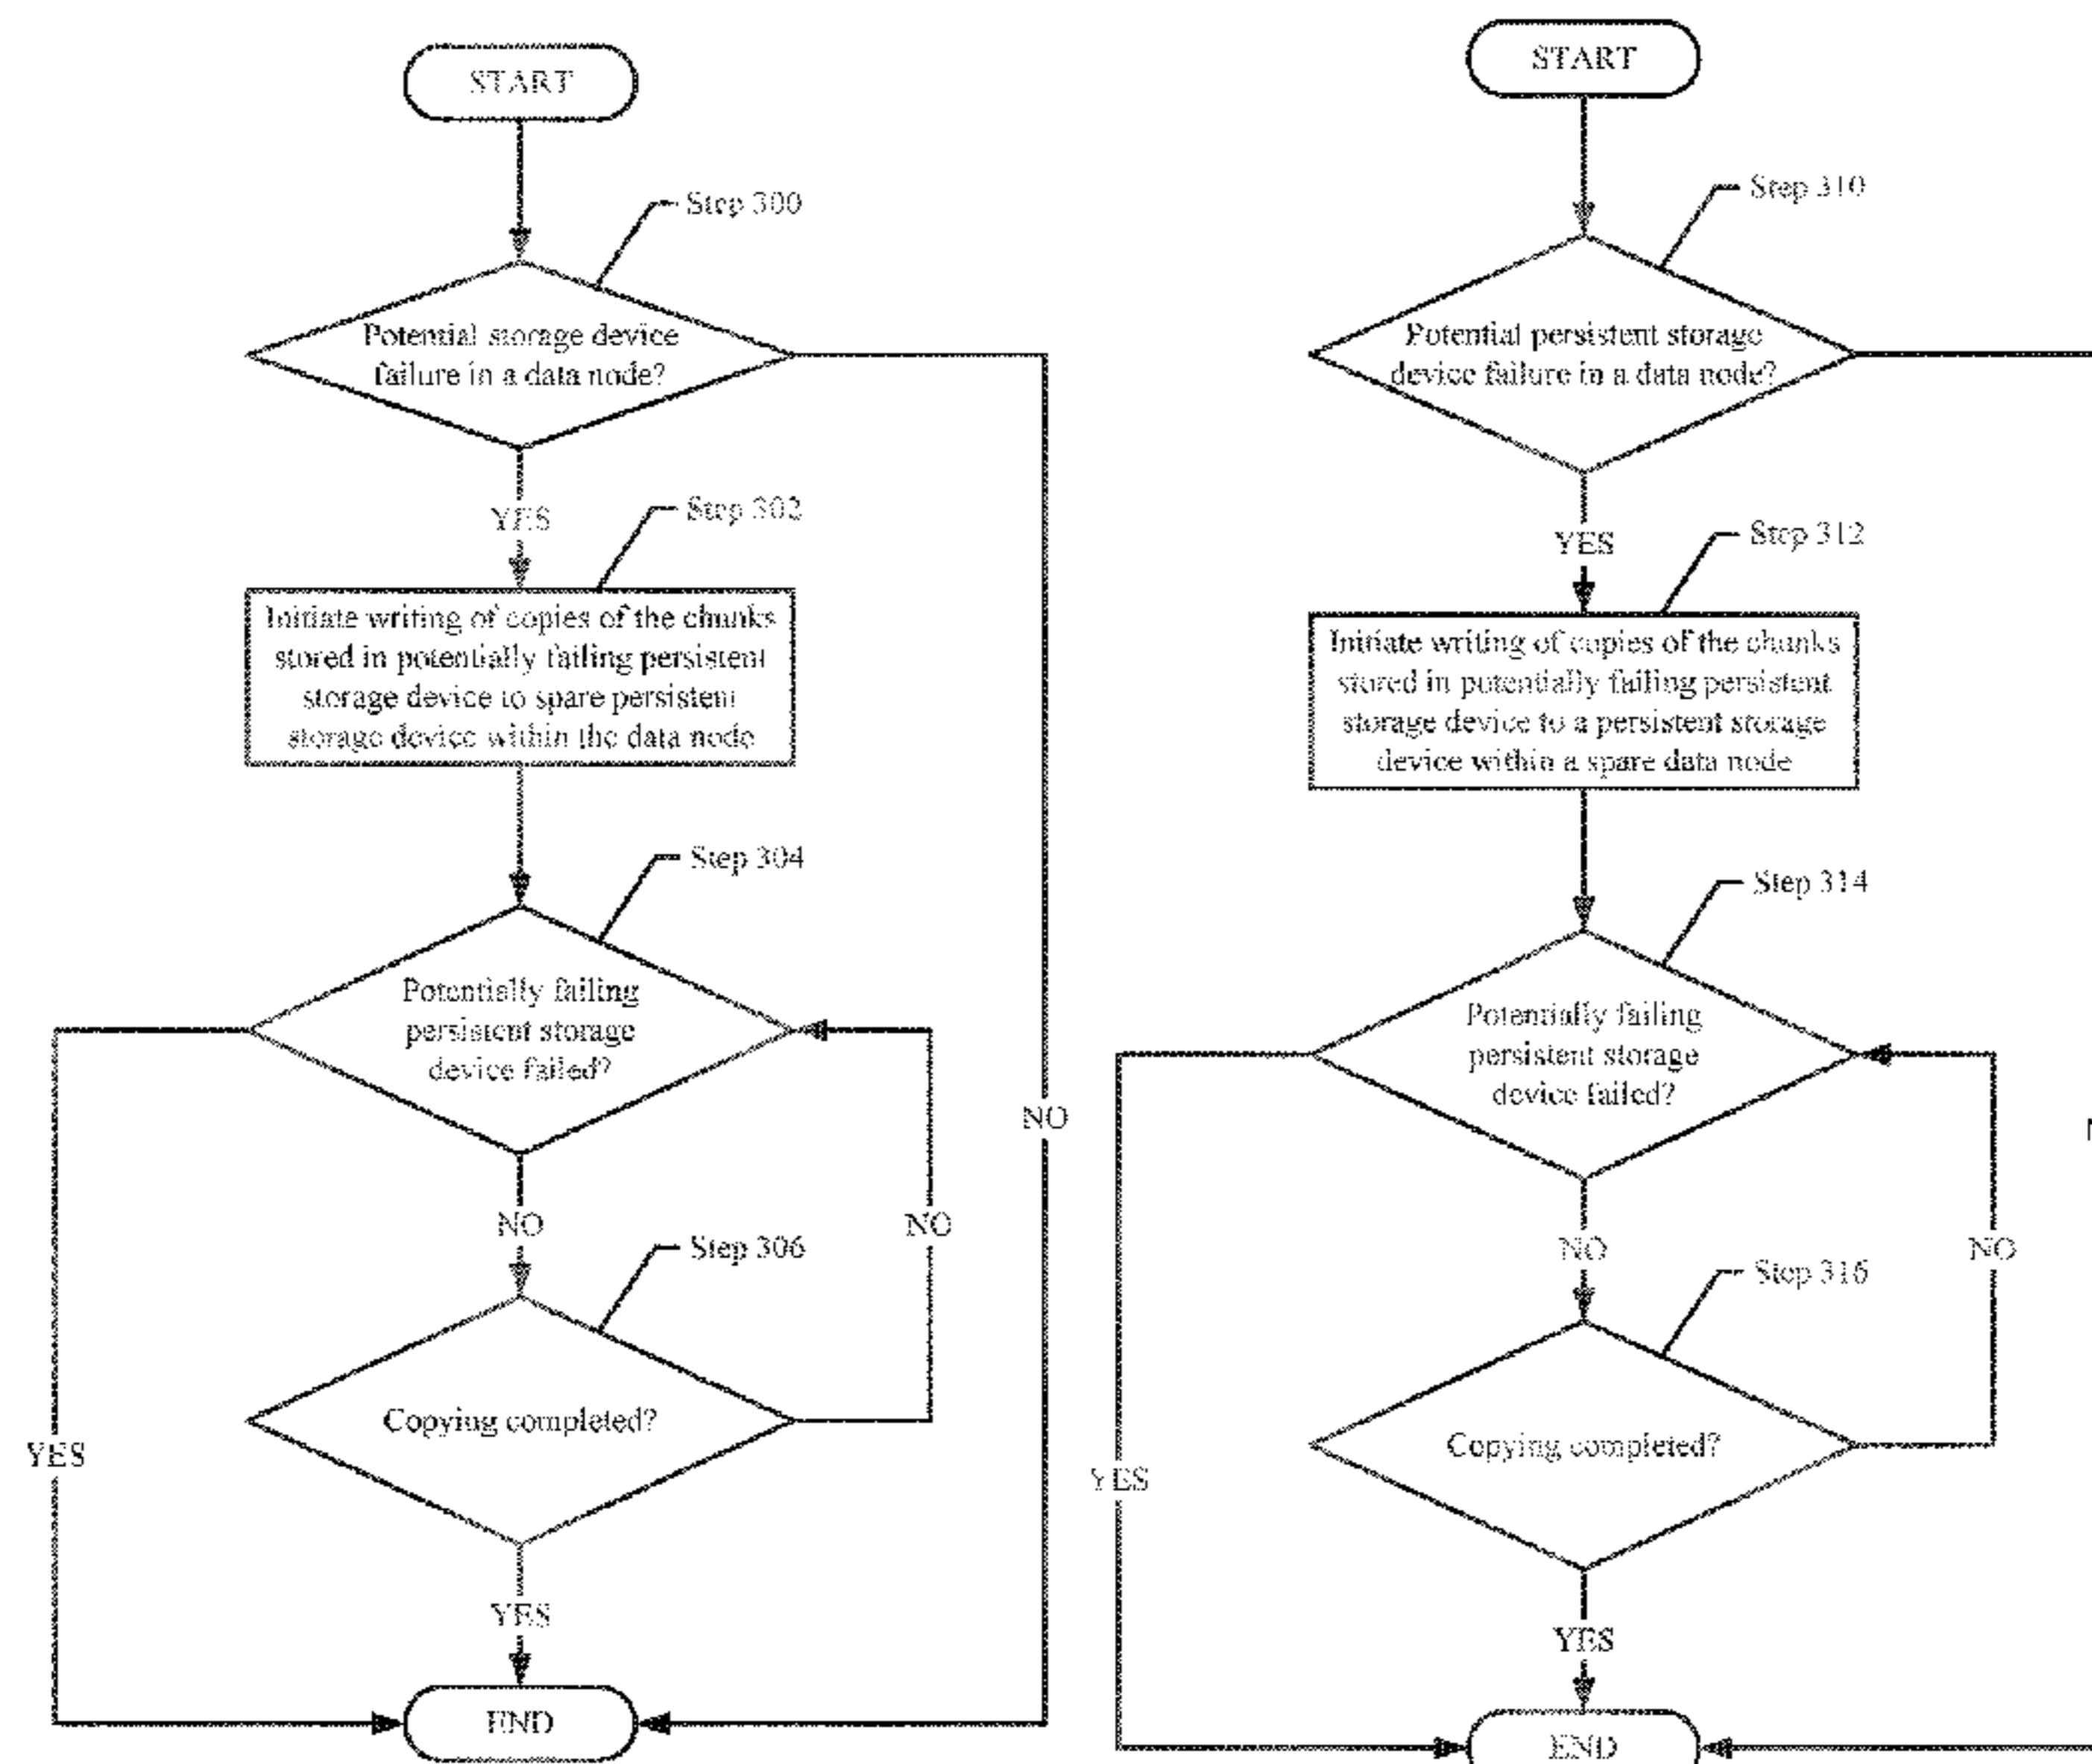 START
Step 300
Potential storage device
failure in a data node?
YES
Step 302
Initiate writing of copies of the chunks
stored in potentially failing persistent
storage device to spare persistent
storage device within the data node
Step 304
Potentially failing
persistent storage
device failed?
NO
NO
NO
Step 306
Copying completed?
YES
YES
END
START
Step 310
Potential persistent storage
device failure in a data node?
YES
Step 312
Initiate writing of copies of the chunks
stored in potentially failing persistent
storage device to a persistent storage
device within a spare data node
Step 314
Potentially failing
persistent storage
device failed?
NO
NO
Step 316
Copying completed?
YES
YES
END